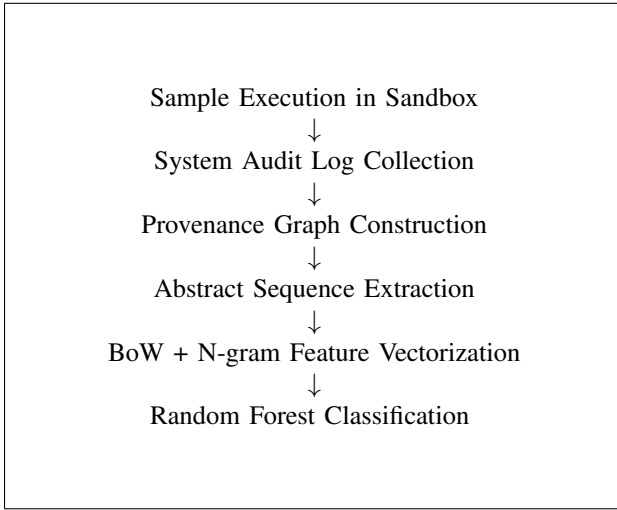 Sample Execution in Sandbox
↓
System Audit Log Collection
↓
Provenance Graph Construction
↓
Abstract Sequence Extraction
↓
BoW + N-gram Feature Vectorization
↓
Random Forest Classification